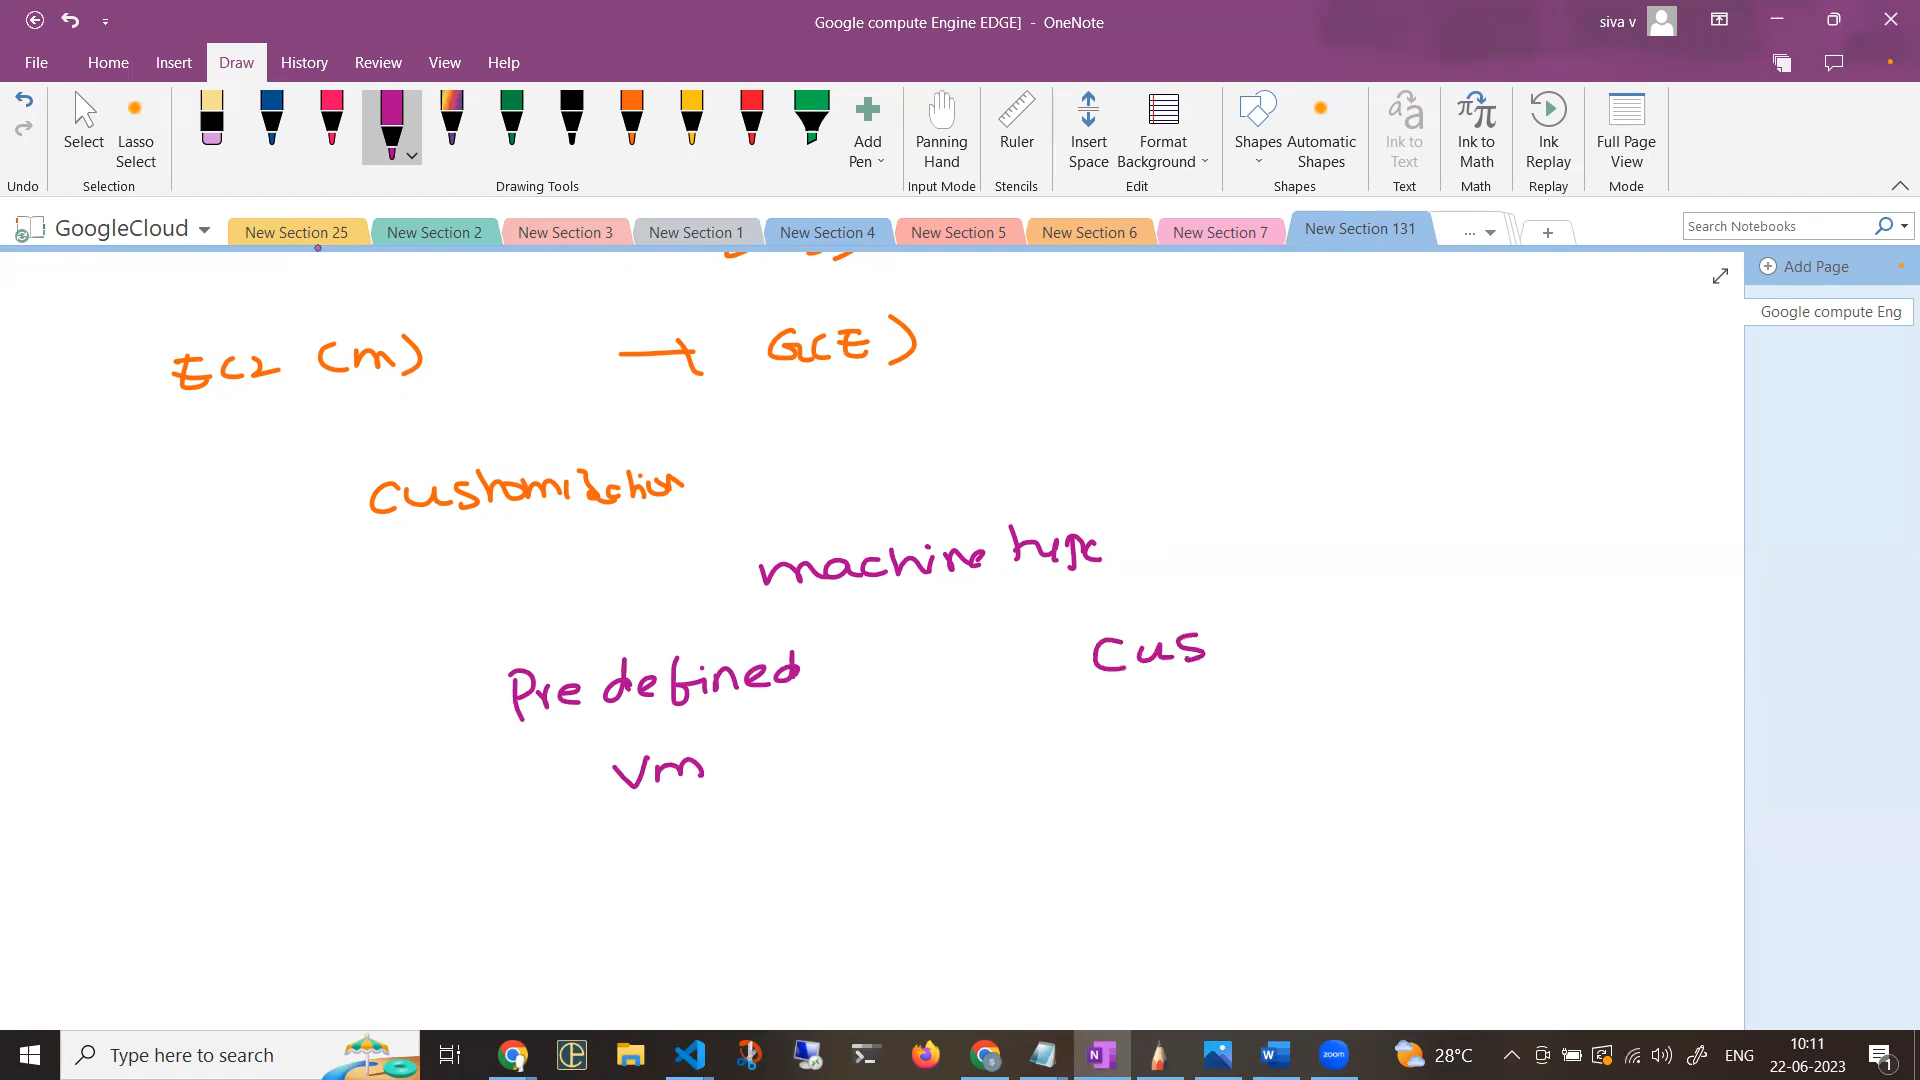 Google compute Engine EDGE] - OneNote
siva v
File Home Insert Draw History Review View Help
Select Lasso Select
Add Pen
Panning Hand
Ruler
Insert Space
Format Background
Shapes Automatic Shapes
Ink to Text
Ink to Math
Ink Replay
Full Page View
Undo Selection Drawing Tools Input Mode Stencils Edit Shapes Text Math Replay Mode
GoogleCloud New Section 25 New Section 2 New Section 3 New Section 1 New Section 4 New Section 5 New Section 6 New Section 7 New Section 131 ... Search Notebooks
Add Page
Google compute Eng
EC2 (m) → GCE)
customization
machine type
Pre defined cus
vm
Type here to search zoom 28°C ENG 10:11
22-06-2023 1